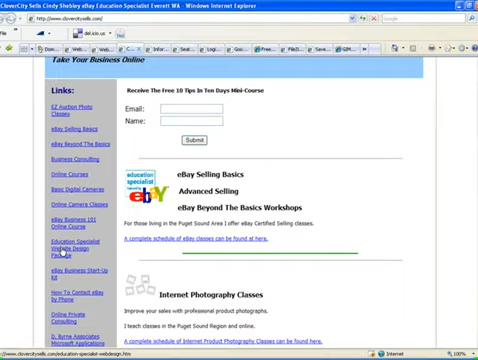 CloverCity Sells Cindy Shebley eBay Education Specialist Everett WA - Windows Internet Explorer
http://www.clovercitysells.com/
del.icio.us
Take Your Business Online
Links:
EZ Auction Photo
Classes
eBay Selling Basics
eBay Beyond The Basics
Business Consulting
Online Courses
Basic Digital Cameras
Online Camera Classes
eBay Business 101
Online Course
Education Specialist
Website Design
Package
eBay Business Start-Up
Kit
How To Contact eBay
by Phone
Online Private
Consulting
D. Byrne Associates
Microsoft Applications
Receive The Free 10 Tips In Ten Days Mini-Course
Email:
Name:
Submit
education
specialist
ebY
eBay Selling Basics
Advanced Selling
eBay Beyond The Basics Workshops
For those living in the Puget Sound Area I offer eBay Certified Selling classes.
A complete schedule of eBay classes can be found at here.
Internet Photography Classes
Improve your sales with professional product photographs.
I teach classes in the Puget Sound Region and online.
A complete schedule of Internet Product Photography Classes can be found here.
http://www.clovercitysells.com/education-specialist-webdesign.htm
Internet
100%